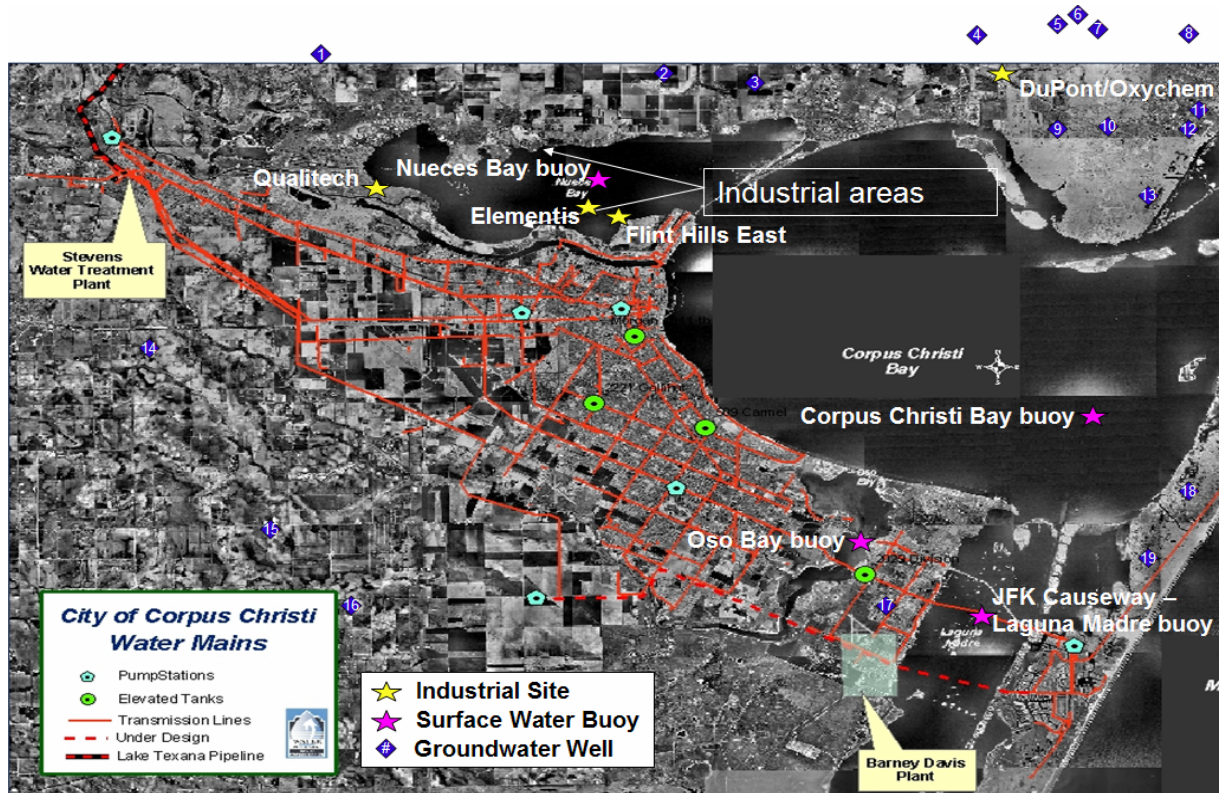 1
2
3
4
5
6
7
8
DuPont/Oxychem
11
9
10
12
13
Nueces Bay buoy
Nueces
Bay
Qualitech
Industrial areas
Elementis
Flint Hills East
Stevens
Water Treatment
Plant
14
Corpus Christi
Bay
Corpus Christi Bay buoy
15
16
Oso Bay buoy
17
18
19
JFK Causeway –
Laguna Madre buoy
Laguna
Madre
City of Corpus Christi
Water Mains
PumpStations
Elevated Tanks
Transmission Lines
Under Design
Lake Texana Pipeline
Industrial Site
Surface Water Buoy
# Groundwater Well
Barney Davis
Plant